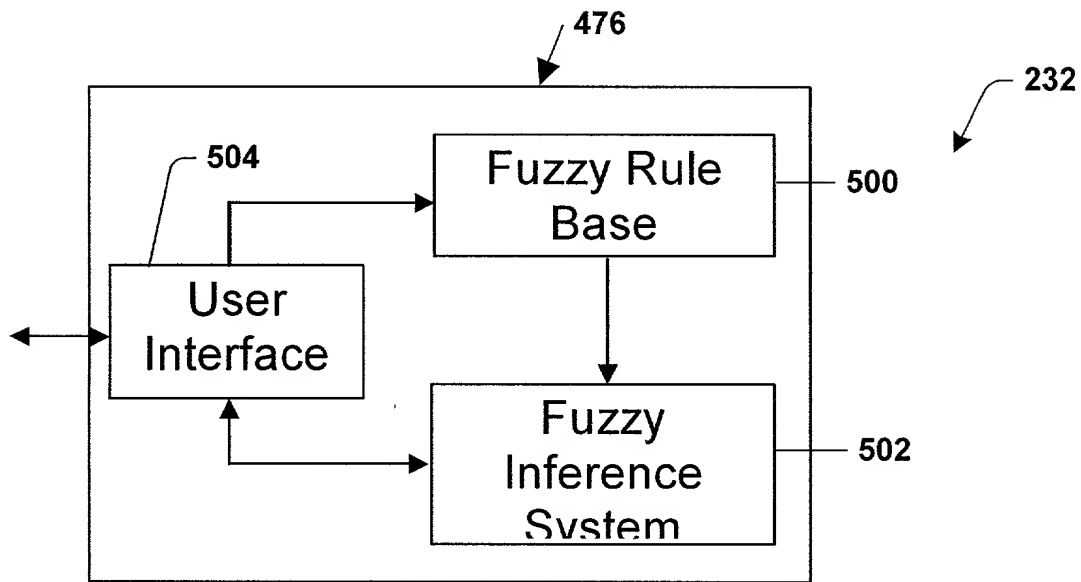 476
232
504
Fuzzy Rule
Base
500
User
Interface
Fuzzy
Inference
System
502